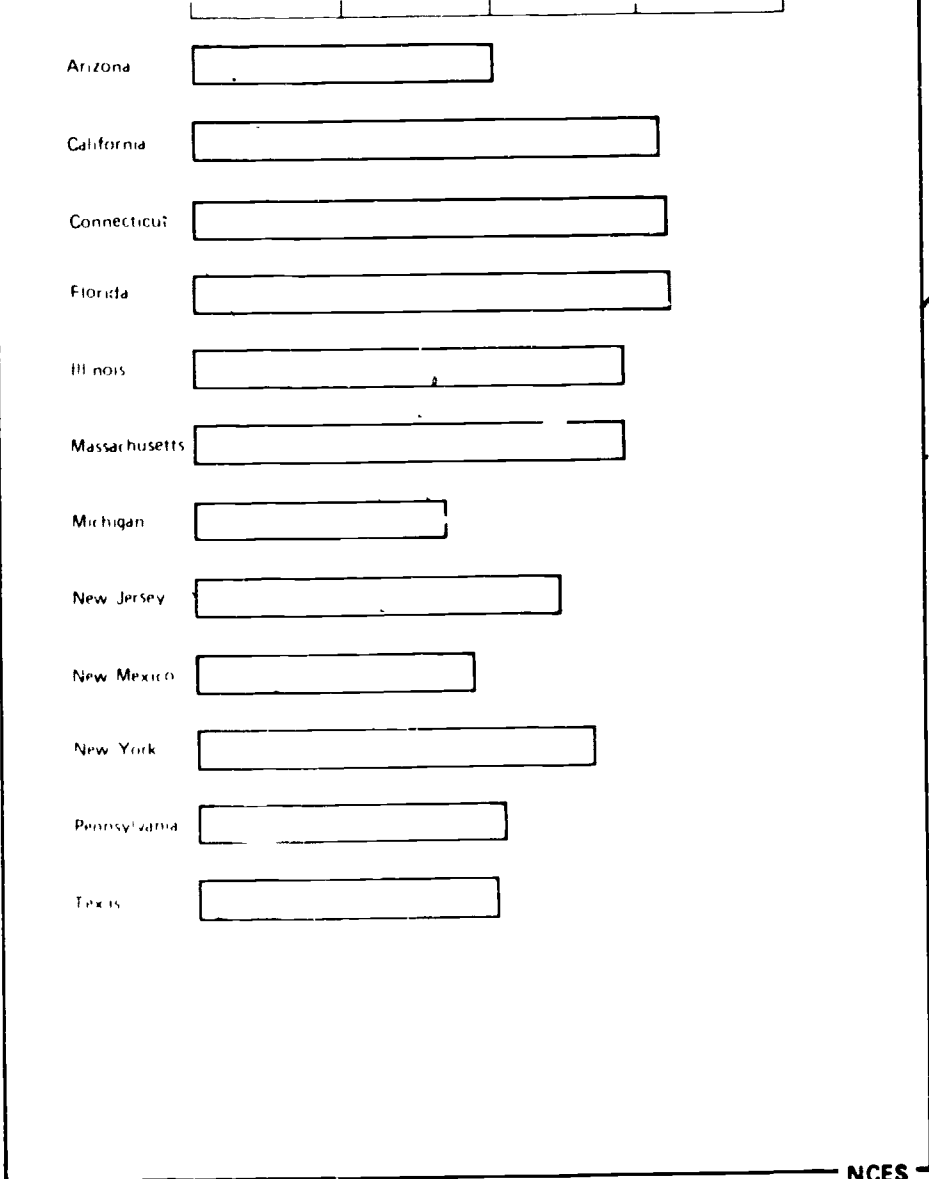 Arizona
California
Connecticut
Florida
Illinois
Massachusetts
Michigan
New Jersey
New Mexico
New York
Pennsylvania
Texas
NCES